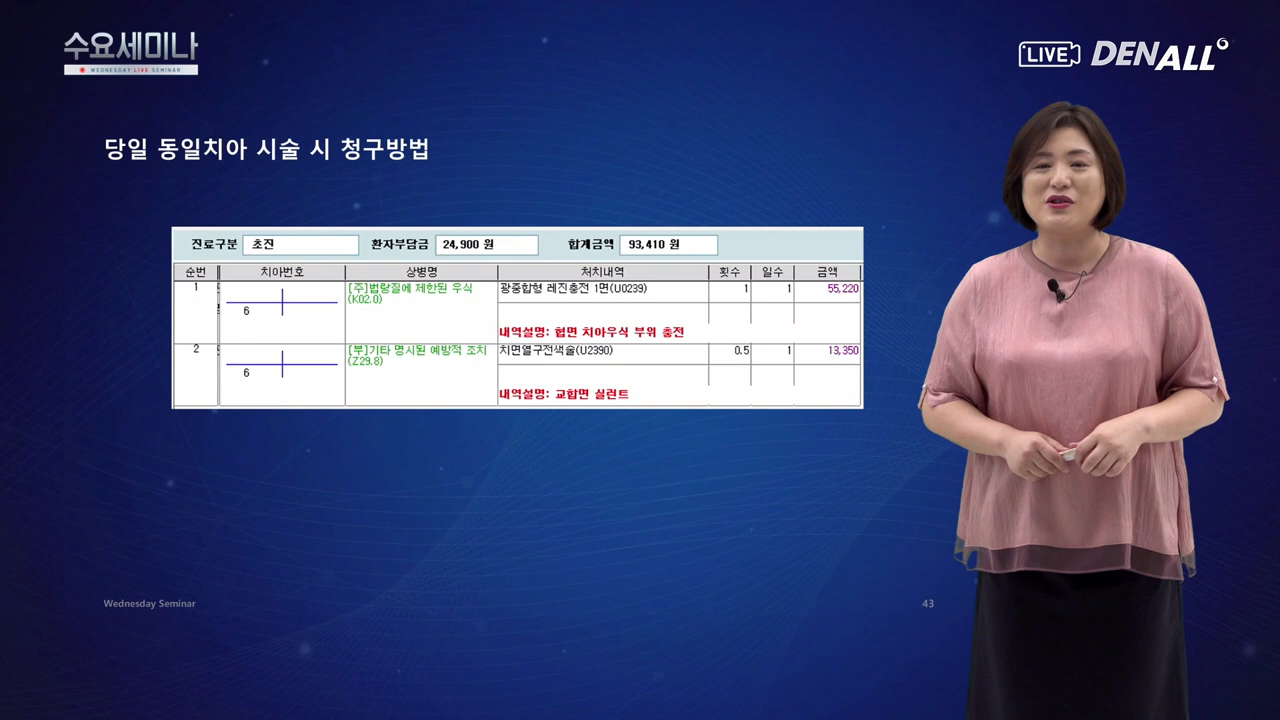 수요세미나
WEDNESDAY LIVE SEMINAR
LIVE DENALL
당일 동일치아 시술 시 청구방법
진료구분 초진 환자부담금 24,900 원 합계금액 93,410 원
순번 치아번호 상병명 처치내역 횟수 일수 금액
1 6 [주]법랑질에 제한된 우식 (K02.0) 광중합형 레진충전 1면(U0239) 1 1 55,220
내역설명: 협면 치아우식 부위 충전
2 6 [부]기타 명시된 예방적 조치 (Z29.8) 치면열구전색술(U2390) 0.5 1 13,350
내역설명: 교합면 실런트
Wednesday Seminar 43